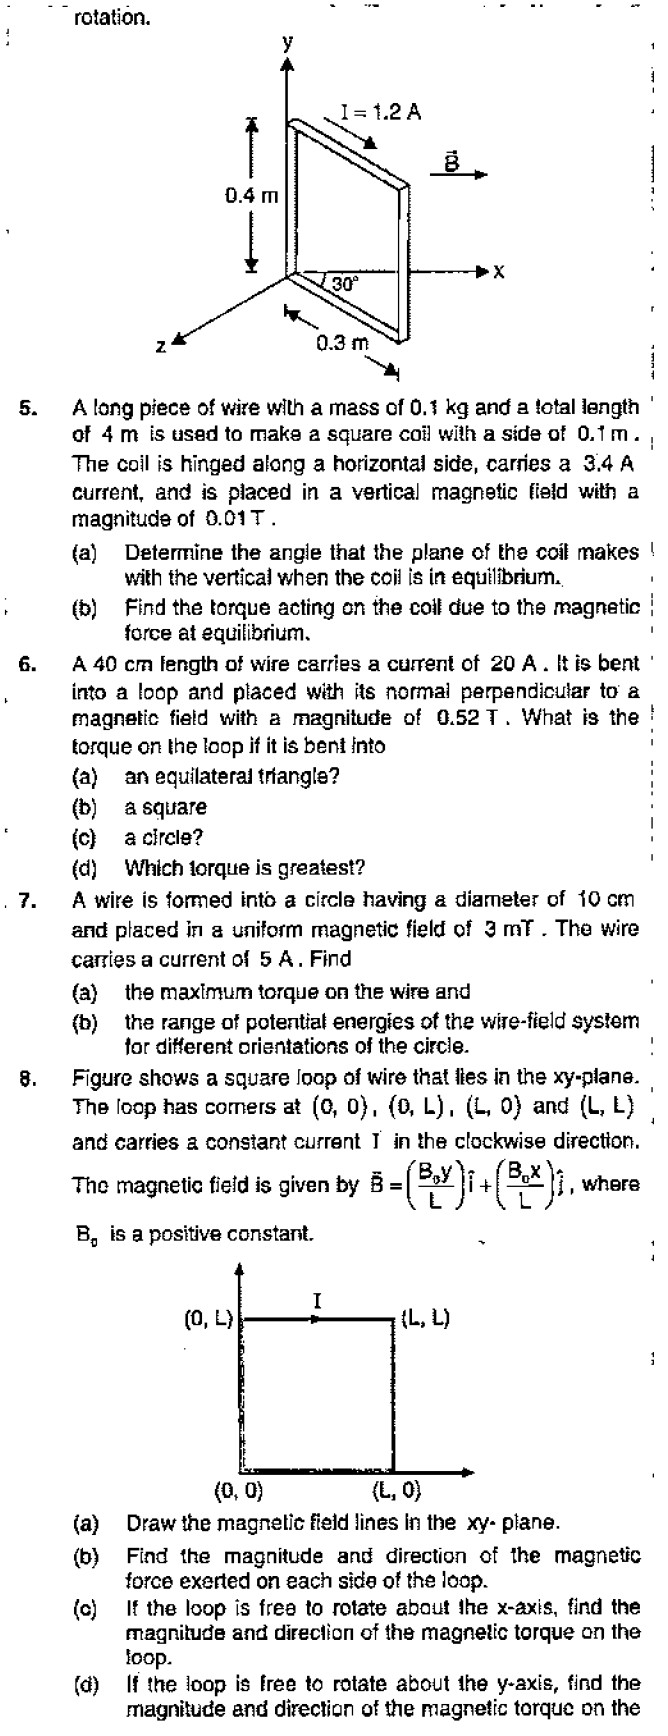 rotation.
y
I = 1.2 A
B⃗
0.4 m
x
30°
z
0.3 m
5. A long piece of wire with a mass of 0.1 kg and a total length
of 4 m is used to make a square coil with a side of 0.1 m.
The coil is hinged along a horizontal side, carries a 3.4 A
current, and is placed in a vertical magnetic field with a
magnitude of 0.01 T.
(a) Determine the angle that the plane of the coil makes
with the vertical when the coil is in equilibrium.
(b) Find the torque acting on the coil due to the magnetic
force at equilibrium.
6. A 40 cm length of wire carries a current of 20 A. It is bent
into a loop and placed with its normal perpendicular to a
magnetic field with a magnitude of 0.52 T. What is the
torque on the loop if it is bent into
(a) an equilateral triangle?
(b) a square
(c) a circle?
(d) Which torque is greatest?
7. A wire is formed into a circle having a diameter of 10 cm
and placed in a uniform magnetic field of 3 mT. The wire
carries a current of 5 A. Find
(a) the maximum torque on the wire and
(b) the range of potential energies of the wire-field system
for different orientations of the circle.
8. Figure shows a square loop of wire that lies in the xy-plane.
The loop has corners at (0, 0), (0, L), (L, 0) and (L, L)
and carries a constant current I in the clockwise direction.
The magnetic field is given by B⃗ = (B₀y/L)î + (B₀x/L)ĵ, where
B₀ is a positive constant.
I
(0, L) (L, L)
(0, 0) (L, 0)
(a) Draw the magnetic field lines in the xy- plane.
(b) Find the magnitude and direction of the magnetic
force exerted on each side of the loop.
(c) If the loop is free to rotate about the x-axis, find the
magnitude and direction of the magnetic torque on the
loop.
(d) If the loop is free to rotate about the y-axis, find the
magnitude and direction of the magnetic torque on the